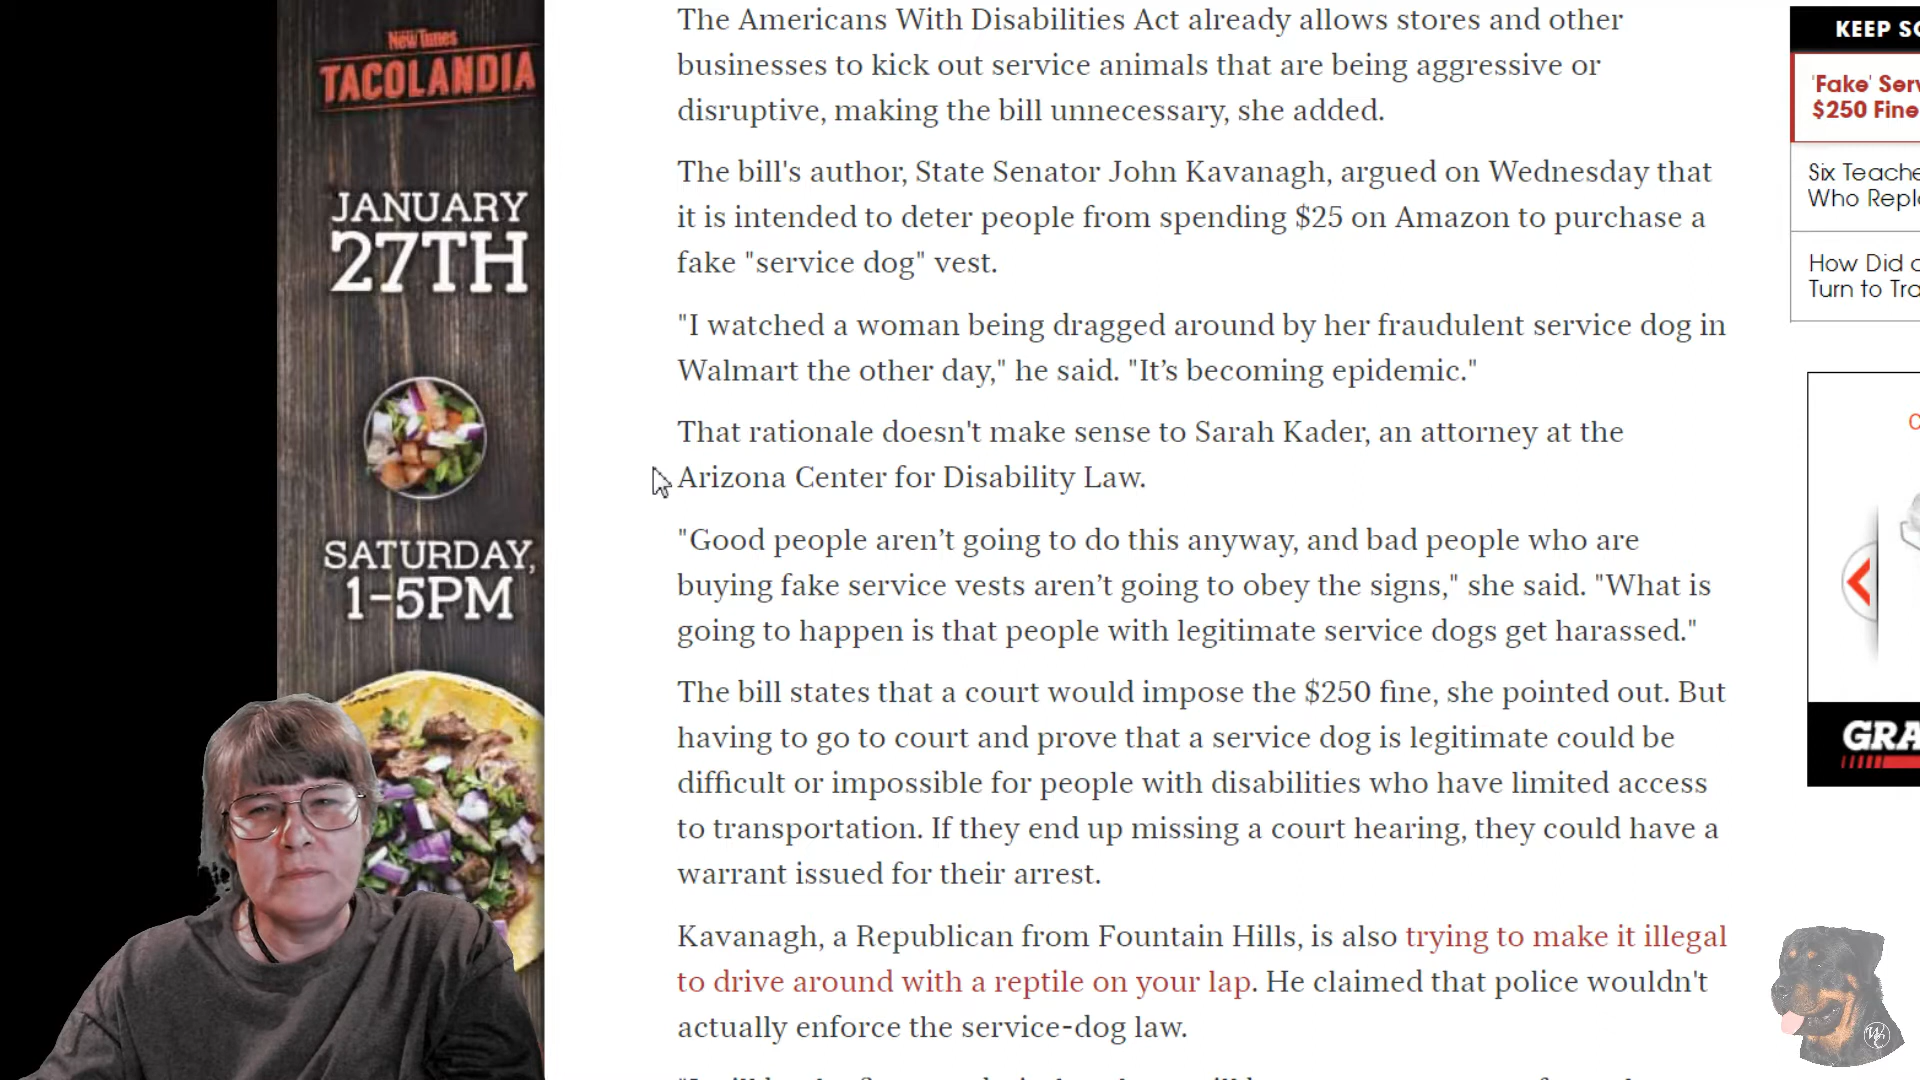 New Times
TACOLANDIA
JANUARY
27TH
SATURDAY,
1-5PM
The Americans With Disabilities Act already allows stores and other
businesses to kick out service animals that are being aggressive or
disruptive, making the bill unnecessary, she added.
The bill's author, State Senator John Kavanagh, argued on Wednesday that
it is intended to deter people from spending $25 on Amazon to purchase a
fake "service dog" vest.
"I watched a woman being dragged around by her fraudulent service dog in
Walmart the other day," he said. "It’s becoming epidemic."
That rationale doesn't make sense to Sarah Kader, an attorney at the
Arizona Center for Disability Law.
"Good people aren’t going to do this anyway, and bad people who are
buying fake service vests aren’t going to obey the signs," she said. "What is
going to happen is that people with legitimate service dogs get harassed."
The bill states that a court would impose the $250 fine, she pointed out. But
having to go to court and prove that a service dog is legitimate could be
difficult or impossible for people with disabilities who have limited access
to transportation. If they end up missing a court hearing, they could have a
warrant issued for their arrest.
Kavanagh, a Republican from Fountain Hills, is also trying to make it illegal
to drive around with a reptile on your lap. He claimed that police wouldn't
actually enforce the service-dog law.
KEEP SC
'Fake' Serv
$250 Fine
Six Teache
Who Repl
How Did
Turn to Tra
GRA